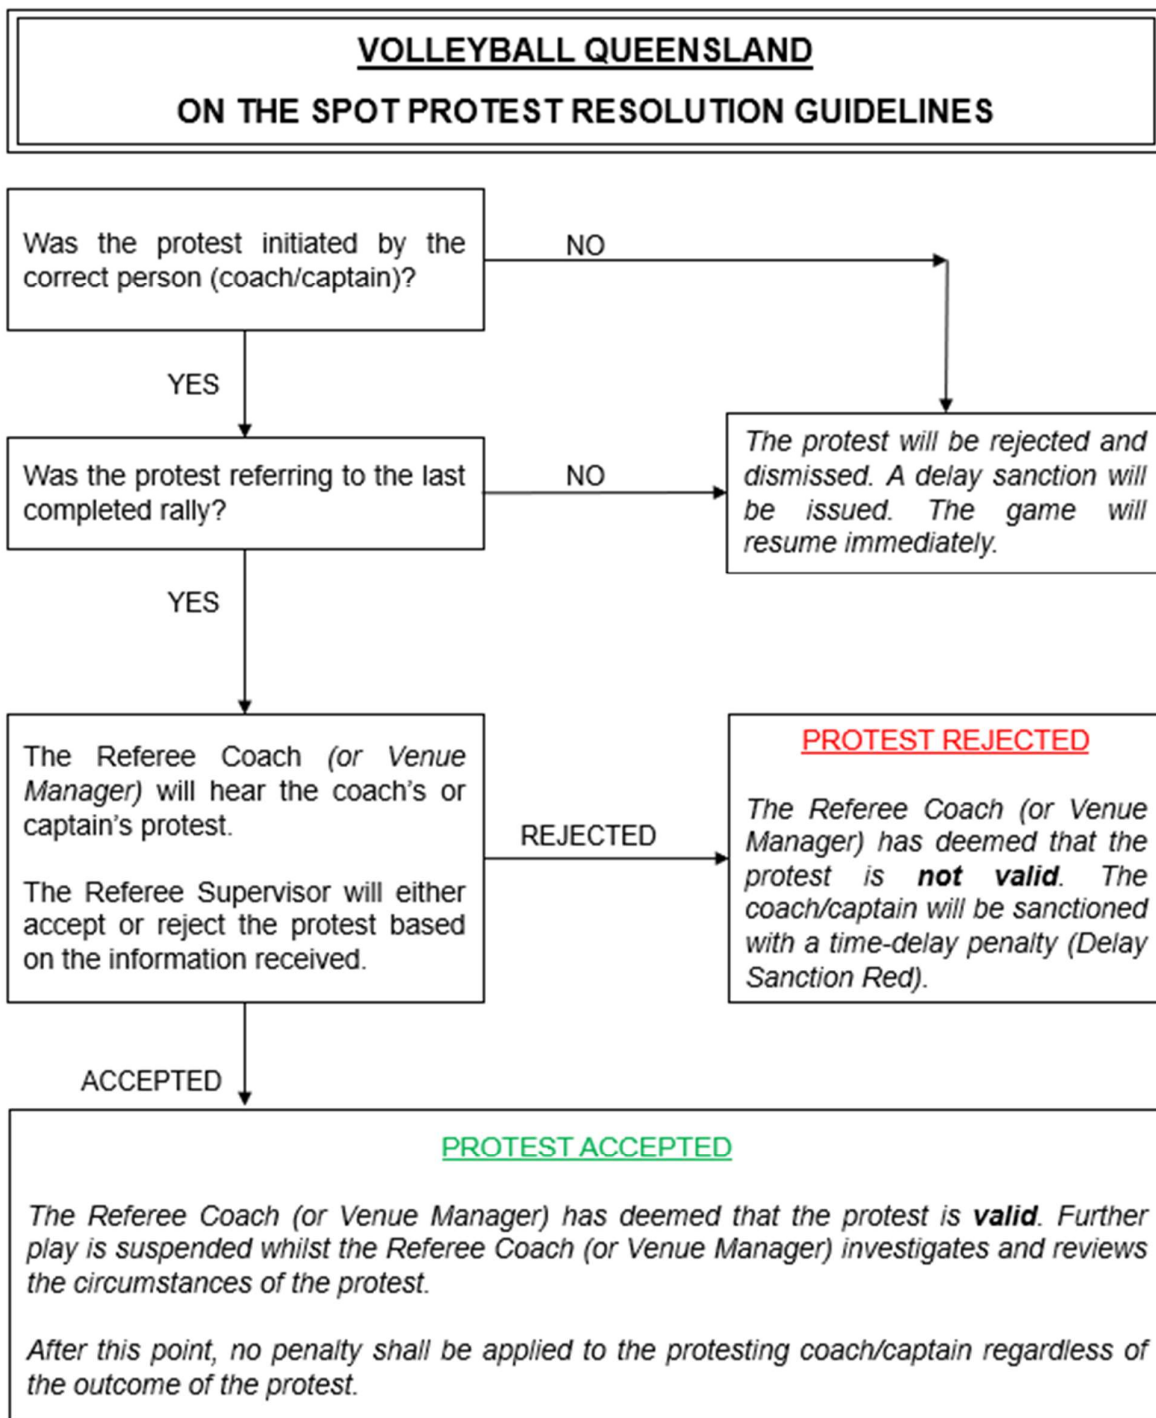 VOLLEYBALL QUEENSLAND
ON THE SPOT PROTEST RESOLUTION GUIDELINES
Was the protest initiated by the
correct person (coach/captain)?
NO
YES
Was the protest referring to the last
completed rally?
NO
The protest will be rejected and
dismissed. A delay sanction will
be issued. The game will
resume immediately.
YES
The Referee Coach (or Venue
Manager) will hear the coach's or
captain's protest.
The Referee Supervisor will either
accept or reject the protest based
on the information received.
REJECTED
PROTEST REJECTED
The Referee Coach (or Venue
Manager) has deemed that the
protest is not valid. The
coach/captain will be sanctioned
with a time-delay penalty (Delay
Sanction Red).
ACCEPTED
PROTEST ACCEPTED
The Referee Coach (or Venue Manager) has deemed that the protest is valid. Further
play is suspended whilst the Referee Coach (or Venue Manager) investigates and reviews
the circumstances of the protest.
After this point, no penalty shall be applied to the protesting coach/captain regardless of
the outcome of the protest.